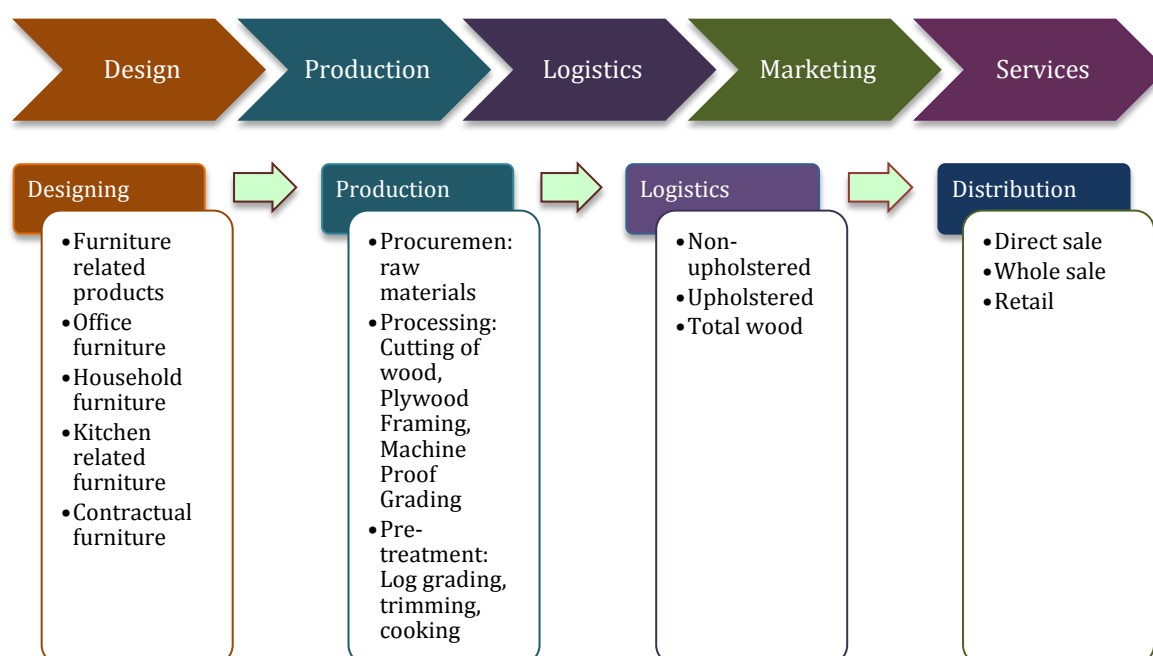 Design
Production
Logistics
Marketing
Services
Designing
•Furniture
related
products
•Office
furniture
•Household
furniture
•Kitchen
related
furniture
•Contractual
furniture
Production
•Procuremen:
raw
materials
•Processing:
Cutting of
wood,
Plywood
Framing,
Machine
Proof
Grading
•Pre-
treatment:
Log grading,
trimming,
cooking
Logistics
•Non-
upholstered
•Upholstered
•Total wood
Distribution
•Direct sale
•Whole sale
•Retail